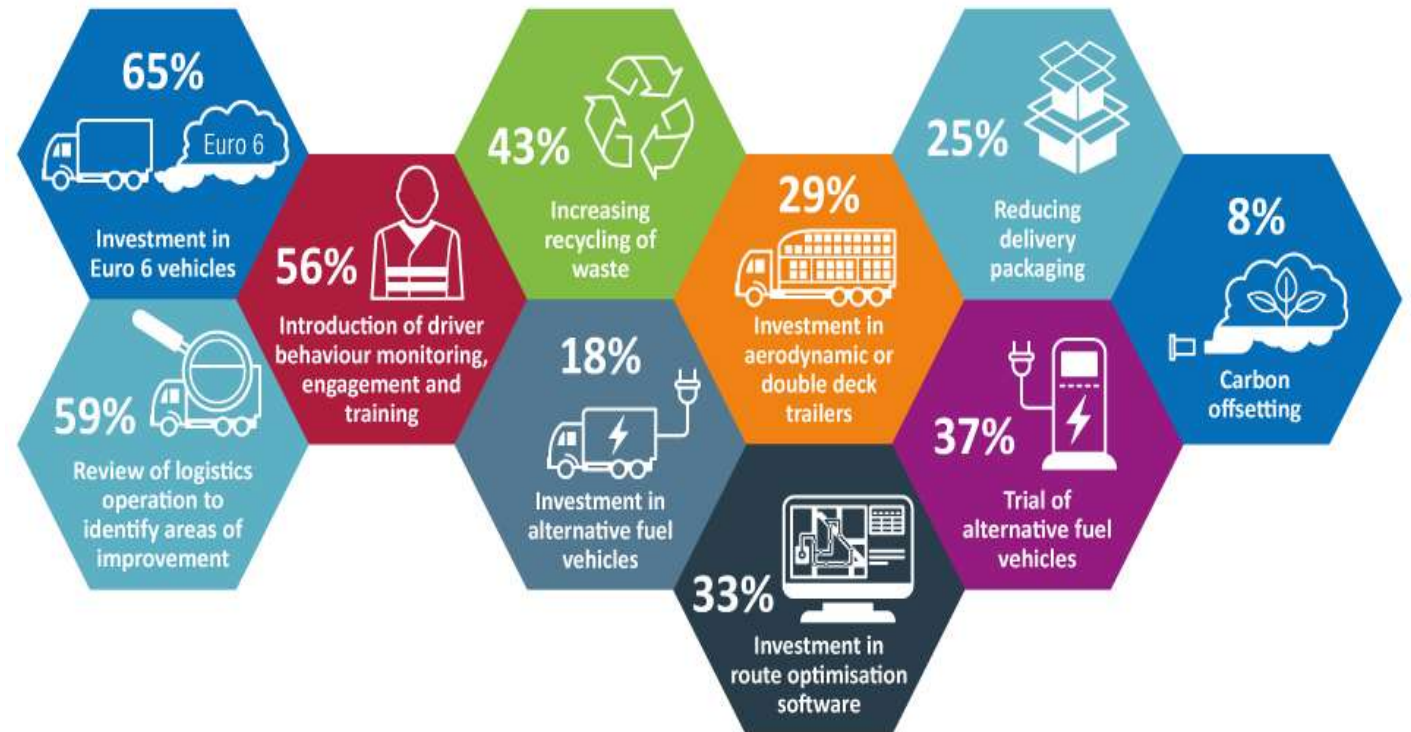 65%
Euro 6
Investment in
Euro 6 vehicles
59%
Review of logistics
operation to
identify areas of
improvement
56%
Introduction of driver
behaviour monitoring,
engagement and
training
43%
Increasing
recycling of
waste
18%
Investment in
alternative fuel
vehicles
29%
Investment in
aerodynamic or
double deck
trailers
33%
Investment in
route optimisation
software
25%
Reducing
delivery
packaging
37%
Trial of
alternative fuel
vehicles
8%
Carbon
offsetting